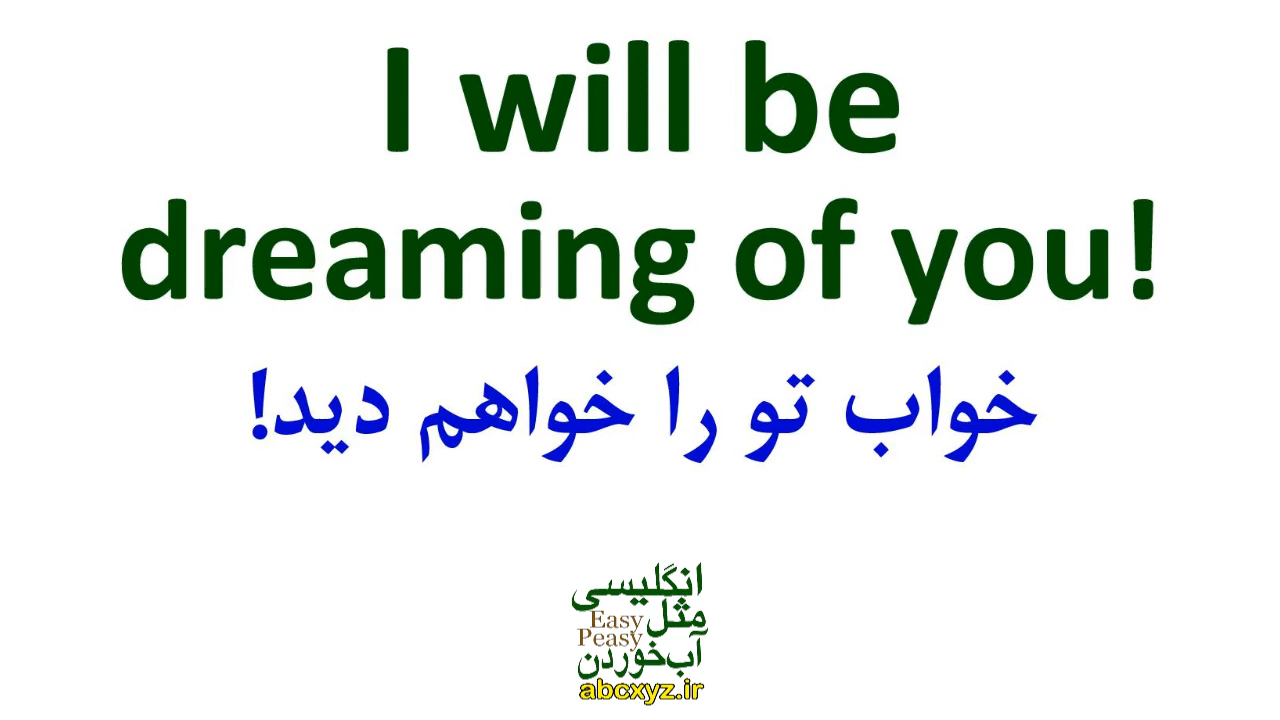 I will be
dreaming of you!
خواب تو را خواهم دید!
انگلیسی
مثل
Easy
Peasy
آب‌خوردن
abcxyz.ir